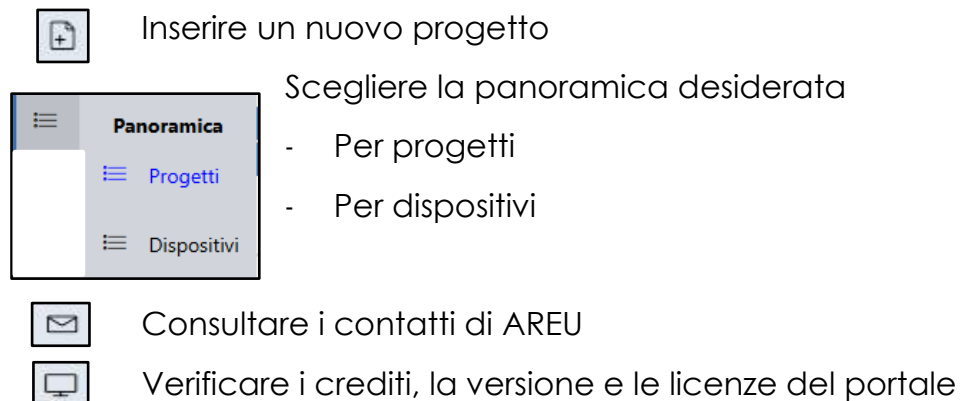 Inserire un nuovo progetto
Scegliere la panoramica desiderata
Panoramica
Progetti
Dispositivi
- Per progetti
- Per dispositivi
Consultare i contatti di AREU
Verificare i crediti, la versione e le licenze del portale